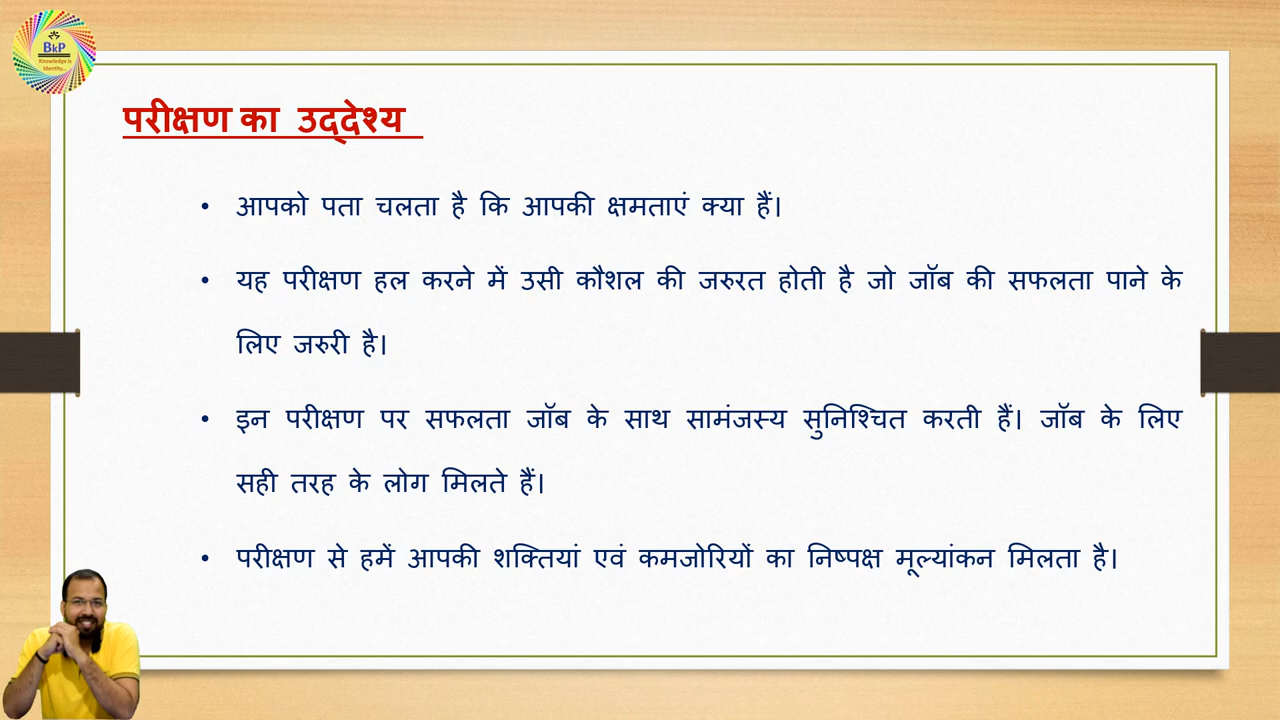 BkP
Knowledge is
Identity...
परीक्षण का उद्देश्य
• आपको पता चलता है कि आपकी क्षमताएं क्या हैं।
• यह परीक्षण हल करने में उसी कौशल की जरुरत होती है जो जॉब की सफलता पाने के
लिए जरुरी है।
• इन परीक्षण पर सफलता जॉब के साथ सामंजस्य सुनिश्चित करती हैं। जॉब के लिए
सही तरह के लोग मिलते हैं।
• परीक्षण से हमें आपकी शक्तियां एवं कमजोरियों का निष्पक्ष मूल्यांकन मिलता है।